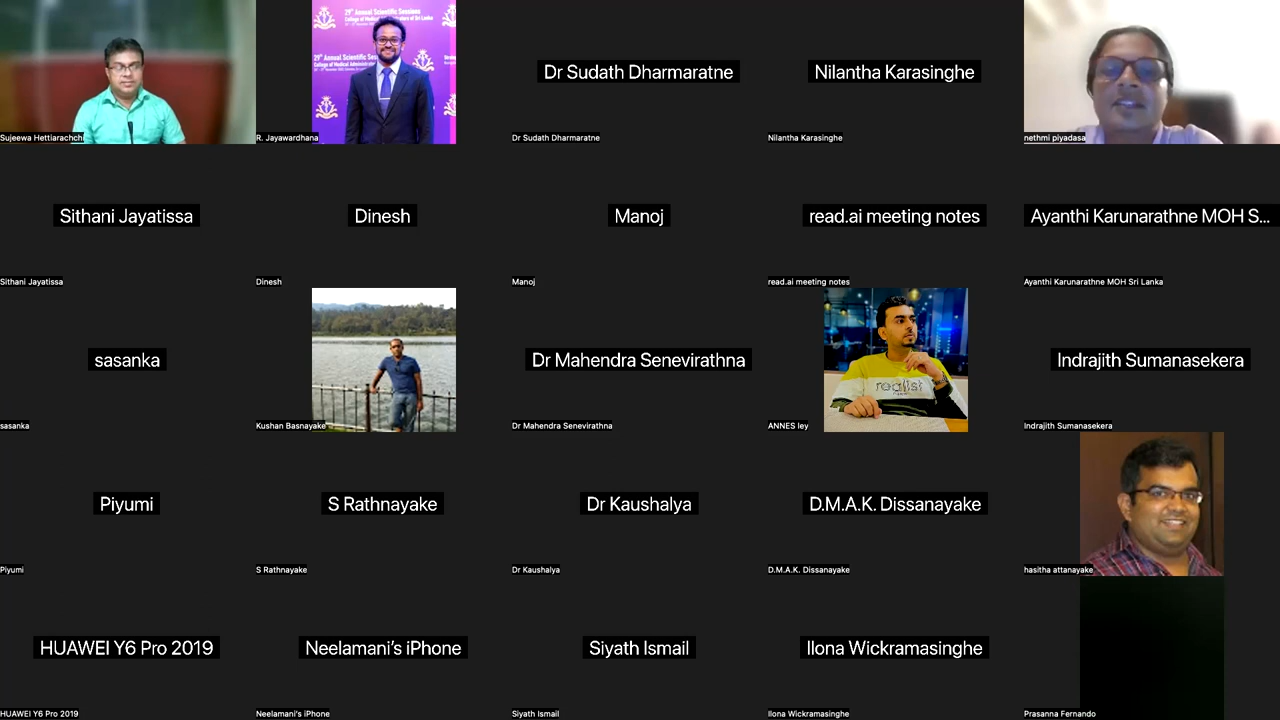 29th Annual Scientific Sessions
College of Medical Administrators of Sri Lanka
Dr Sudath Dharmaratne
Nilantha Karasinghe
Sujeewa Hettiarachchi
R. Jayawardhana
Dr Sudath Dharmaratne
Nilantha Karasinghe
nethmi piyadasa
Sithani Jayatissa
Dinesh
Manoj
read.ai meeting notes
Ayanthi Karunarathne MOH S...
Sithani Jayatissa
Dinesh
Manoj
read.ai meeting notes
Ayanthi Karunarathne MOH Sri Lanka
sasanka
Dr Mahendra Senevirathna
realist
Indrajith Sumanasekera
sasanka
Kushan Basnayake
Dr Mahendra Senevirathna
ANNES ley
Indrajith Sumanasekera
Piyumi
S Rathnayake
Dr Kaushalya
D.M.A.K. Dissanayake
Piyumi
S Rathnayake
Dr Kaushalya
D.M.A.K. Dissanayake
hasitha attanayake
HUAWEI Y6 Pro 2019
Neelamani's iPhone
Siyath Ismail
Ilona Wickramasinghe
HUAWEI Y6 Pro 2019
Neelamani's iPhone
Siyath Ismail
Ilona Wickramasinghe
Prasanna Fernando